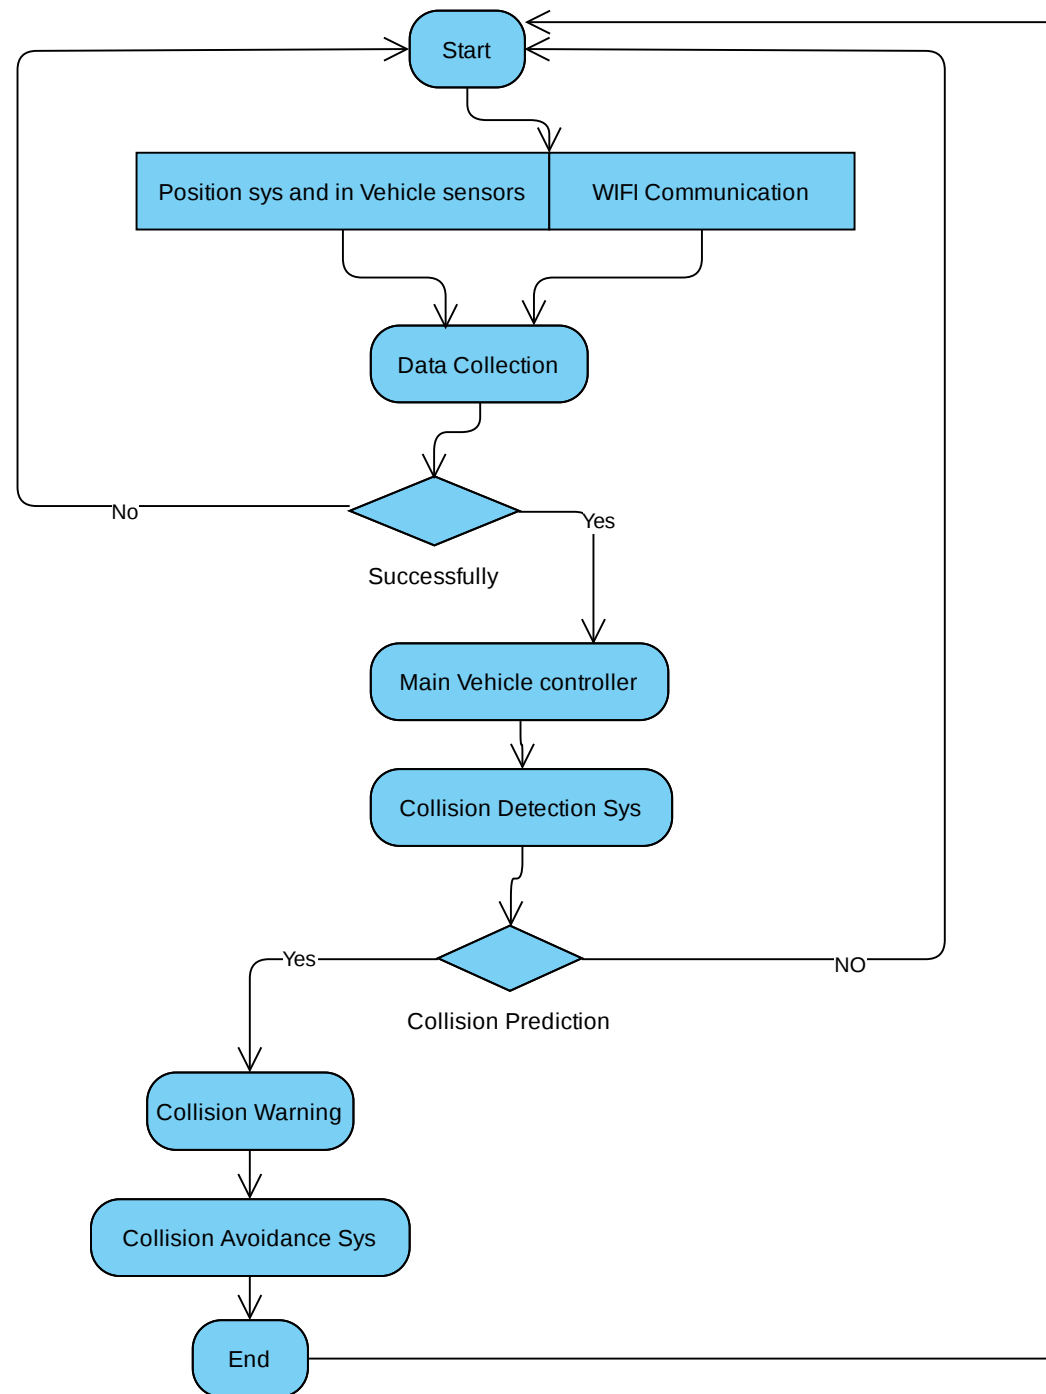 Start
Position sys and in Vehicle sensors
WIFI Communication
Data Collection
No
Yes
Successfully
Main Vehicle controller
Collision Detection Sys
Yes
NO
Collision Prediction
Collision Warning
Collision Avoidance Sys
End